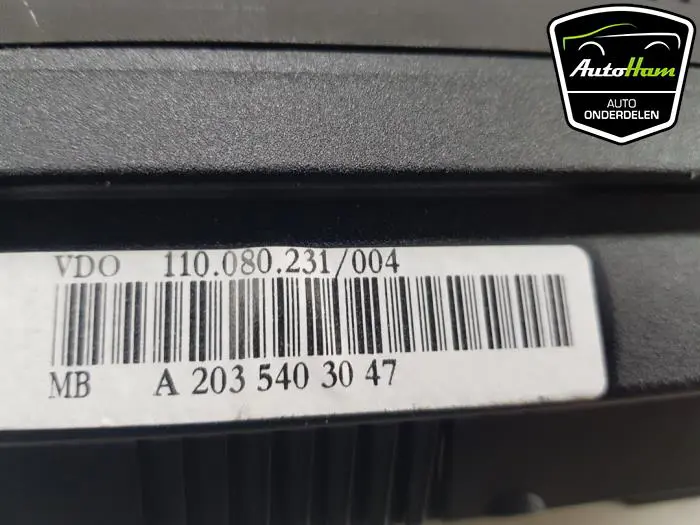 AutoHam
AUTO
ONDERDELEN
VDO 110.080.231/004
MB A 203 540 30 47